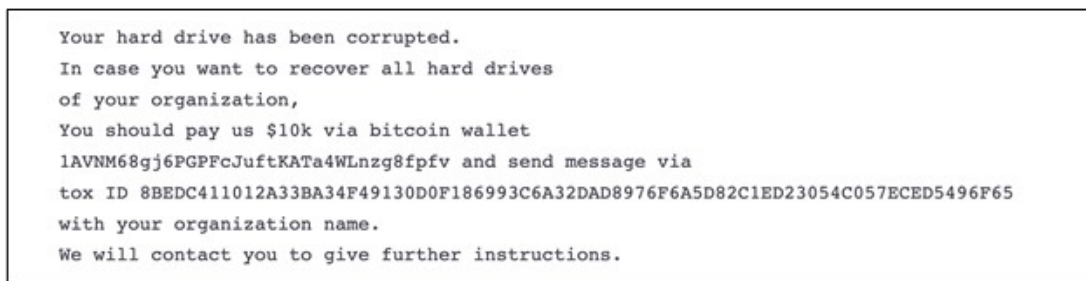 Your hard drive has been corrupted.
In case you want to recover all hard drives
of your organization,
You should pay us $10k via bitcoin wallet
1AVNM68gj6PGPFcJuftKATa4WLnzg8fpfv and send message via
tox ID 8BEDC411012A33BA34F49130D0F186993C6A32DAD8976F6A5D82C1ED23054C057ECED5496F65
with your organization name.
We will contact you to give further instructions.